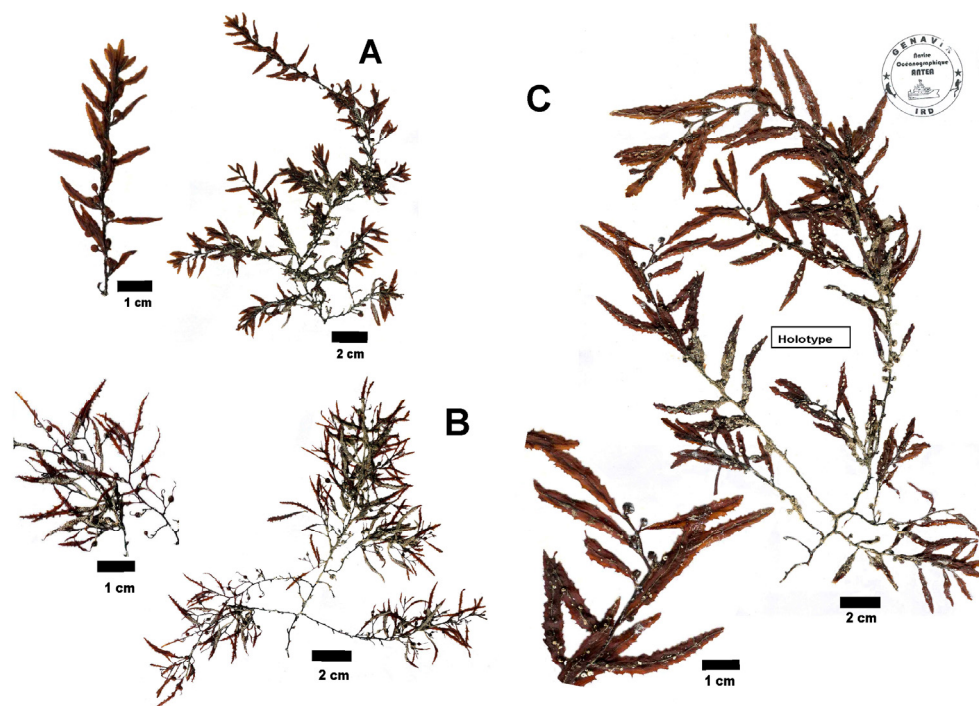 A
1 cm
2 cm
B
1 cm
2 cm
C
GENAVIR
Navire
Océanographique
ANTEA
IRD
Holotype
1 cm
2 cm